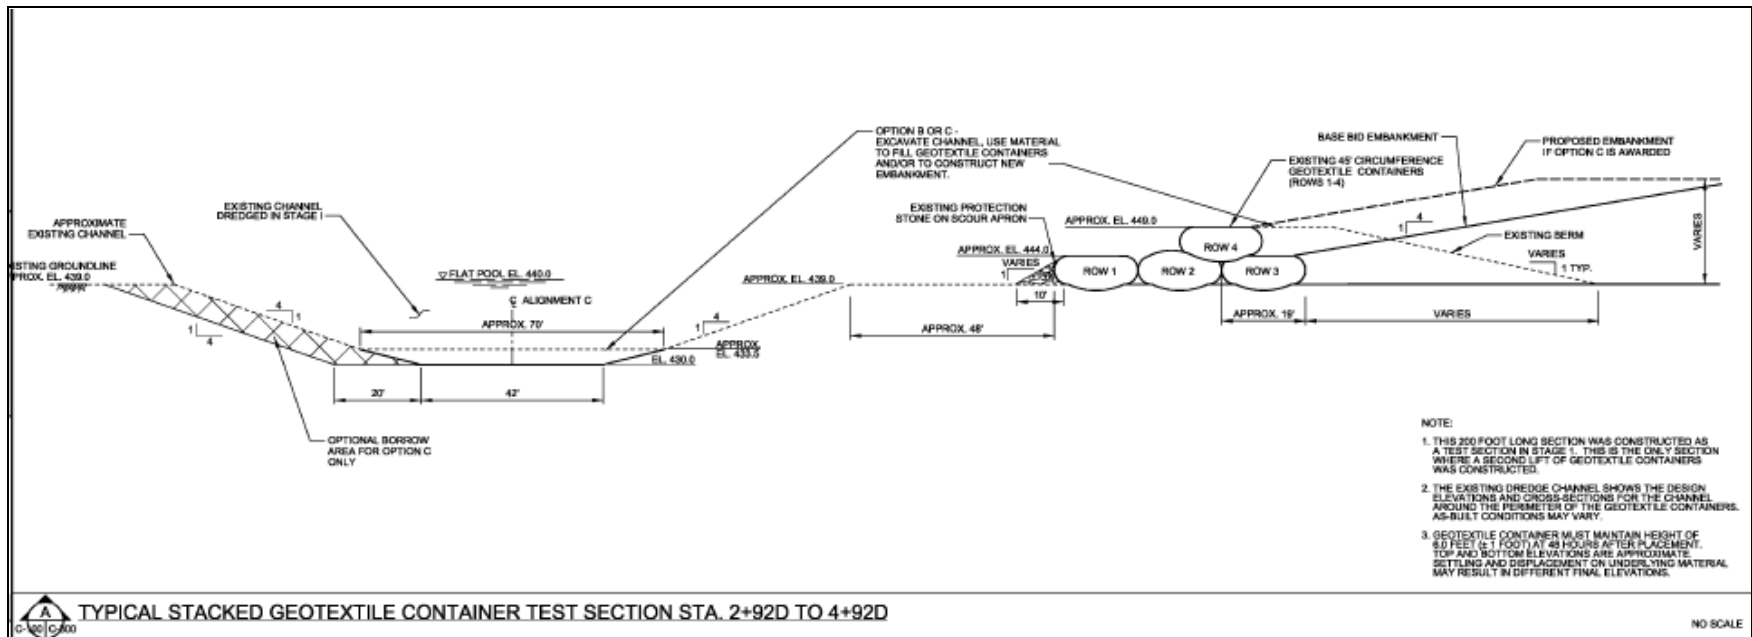 OPTION B OR C -
EXCAVATE CHANNEL, USE MATERIAL
TO FILL GEOTEXTILE CONTAINERS
AND/OR TO CONSTRUCT NEW
EMBANKMENT.
BASE BID EMBANKMENT
PROPOSED EMBANKMENT
IF OPTION C IS AWARDED
EXISTING 45' CIRCUMFERENCE
GEOTEXTILE CONTAINERS
(ROWS 1-4)
EXISTING CHANNEL
DREDGED IN STAGE I
APPROXIMATE
EXISTING CHANNEL
EXISTING PROTECTION
STONE ON SCOUR APRON
APPROX. EL. 449.0
4
1
EXISTING BERM
VARIES
ROW 4
APPROX. EL. 444.0
VARIES
1
ROW 1
ROW 2
ROW 3
VARIES
1 TYP.
ISTING GROUNDLINE
PROX. EL. 439.0
FLAT POOL EL. 440.0
APPROX. EL. 439.0
10'
ALIGNMENT C
4
1
1
4
APPROX. 70'
4
1
APPROX. 48'
APPROX. 19'
VARIES
APPROX.
EL. 433.5
EL. 430.0
20'
42'
OPTIONAL BORROW
AREA FOR OPTION C
ONLY
NOTE:
1. THIS 200 FOOT LONG SECTION WAS CONSTRUCTED AS
A TEST SECTION IN STAGE 1. THIS IS THE ONLY SECTION
WHERE A SECOND LIFT OF GEOTEXTILE CONTAINERS
WAS CONSTRUCTED.
2. THE EXISTING DREDGE CHANNEL SHOWS THE DESIGN
ELEVATIONS AND CROSS-SECTIONS FOR THE CHANNEL
AROUND THE PERIMETER OF THE GEOTEXTILE CONTAINERS.
AS-BUILT CONDITIONS MAY VARY.
3. GEOTEXTILE CONTAINER MUST MAINTAIN HEIGHT OF
6.0 FEET (± 1 FOOT) AT 48 HOURS AFTER PLACEMENT.
TOP AND BOTTOM ELEVATIONS ARE APPROXIMATE.
SETTLING AND DISPLACEMENT ON UNDERLYING MATERIAL
MAY RESULT IN DIFFERENT FINAL ELEVATIONS.
A
TYPICAL STACKED GEOTEXTILE CONTAINER TEST SECTION STA. 2+92D TO 4+92D
NO SCALE